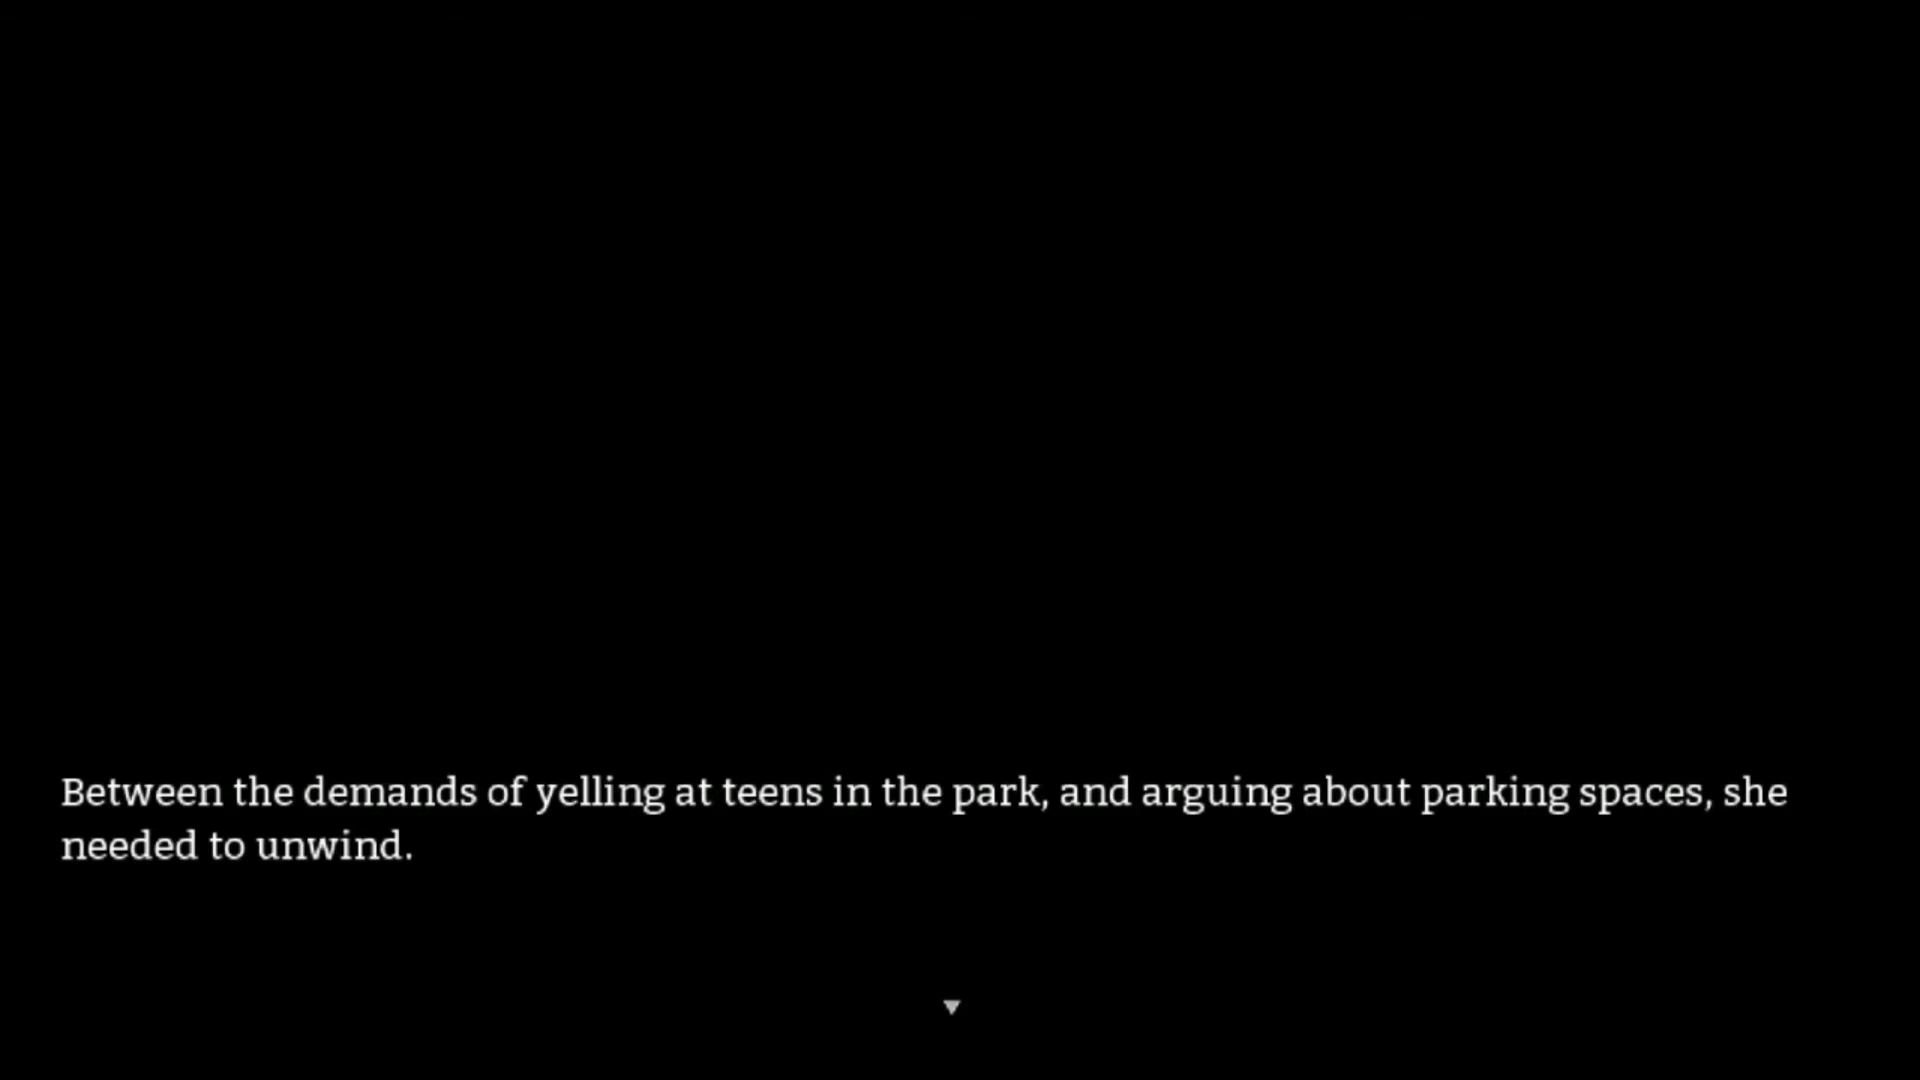 Between the demands of yelling at teens in the park, and arguing about parking spaces, she
needed to unwind.